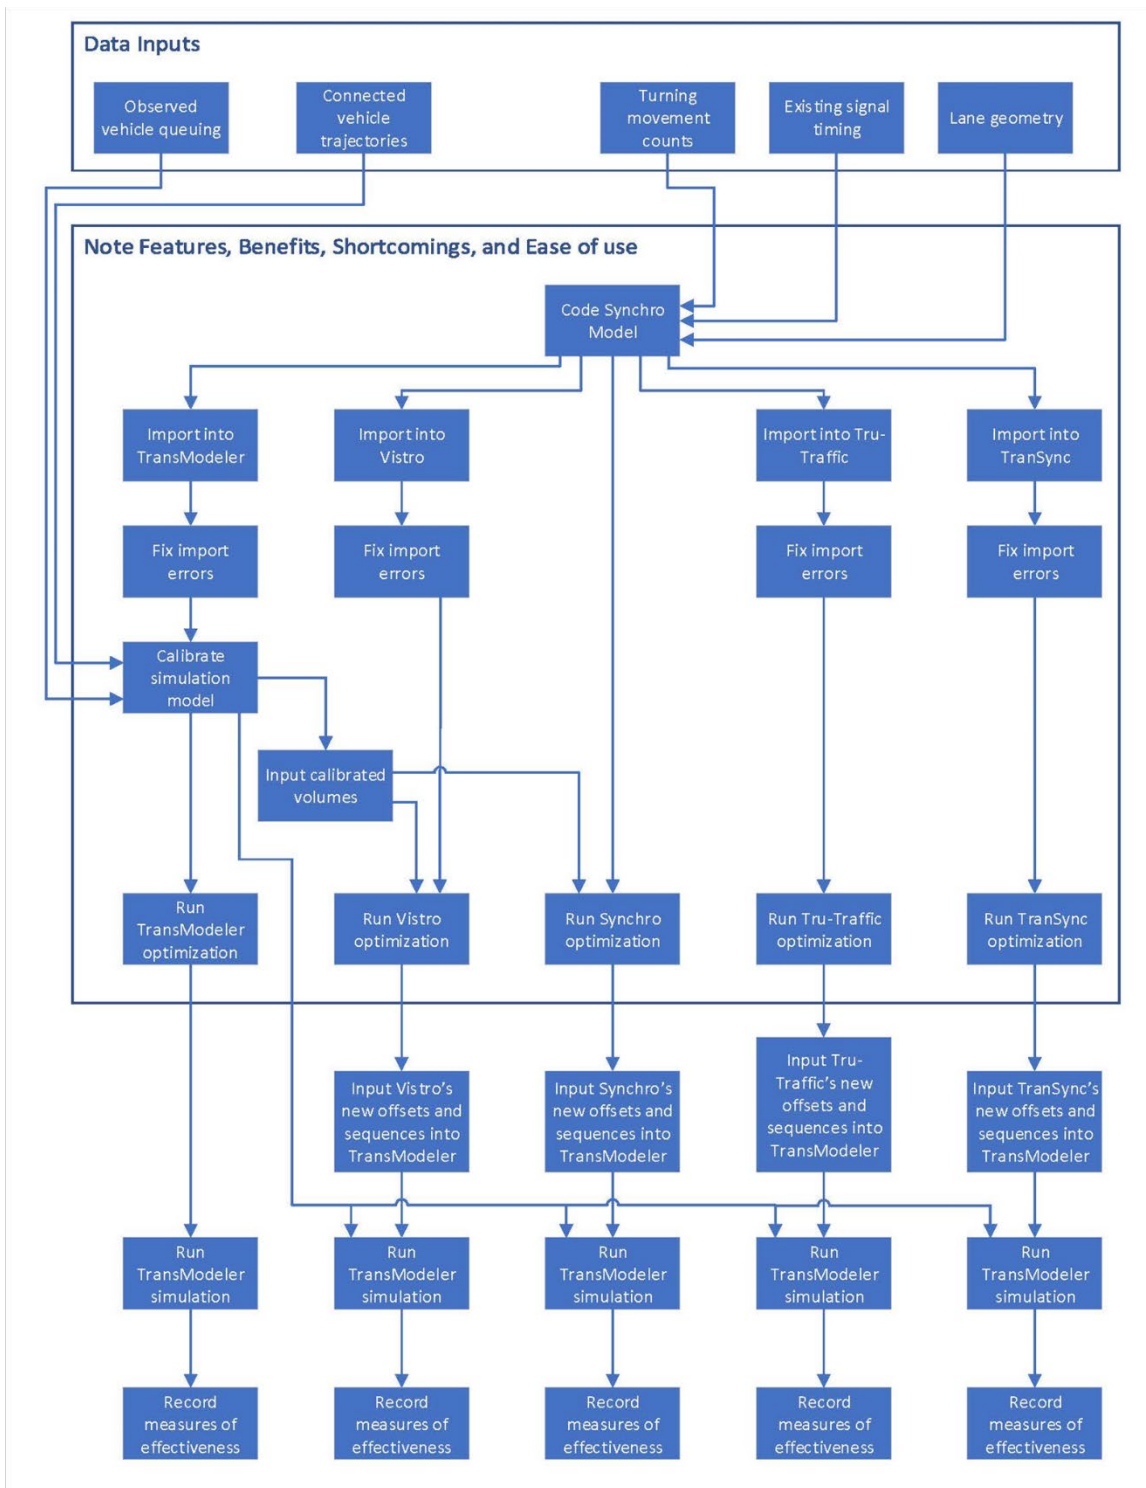 Data Inputs
Observed
vehicle queuing
Connected
vehicle
trajectories
Turning
movement
counts
Existing signal
timing
Lane geometry
Note Features, Benefits, Shortcomings, and Ease of use
Code Synchro
Model
Import into
TransModeler
Import into
Vistro
Import into Tru-
Traffic
Import into
TranSync
Fix import
errors
Fix import
errors
Fix import
errors
Fix import
errors
Calibrate
simulation
model
Input calibrated
volumes
Run
TransModeler
optimization
Run Vistro
optimization
Run Synchro
optimization
Run Tru-Traffic
optimization
Run TranSync
optimization
Input Vistro’s
new offsets and
sequences into
TransModeler
Input Synchro’s
new offsets and
sequences into
TransModeler
Input Tru-
Traffic’s new
offsets and
sequences into
TransModeler
Input TranSync’s
new offsets and
sequences into
TransModeler
Run
TransModeler
simulation
Run
TransModeler
simulation
Run
TransModeler
simulation
Run
TransModeler
simulation
Run
TransModeler
simulation
Record
measures of
effectiveness
Record
measures of
effectiveness
Record
measures of
effectiveness
Record
measures of
effectiveness
Record
measures of
effectiveness